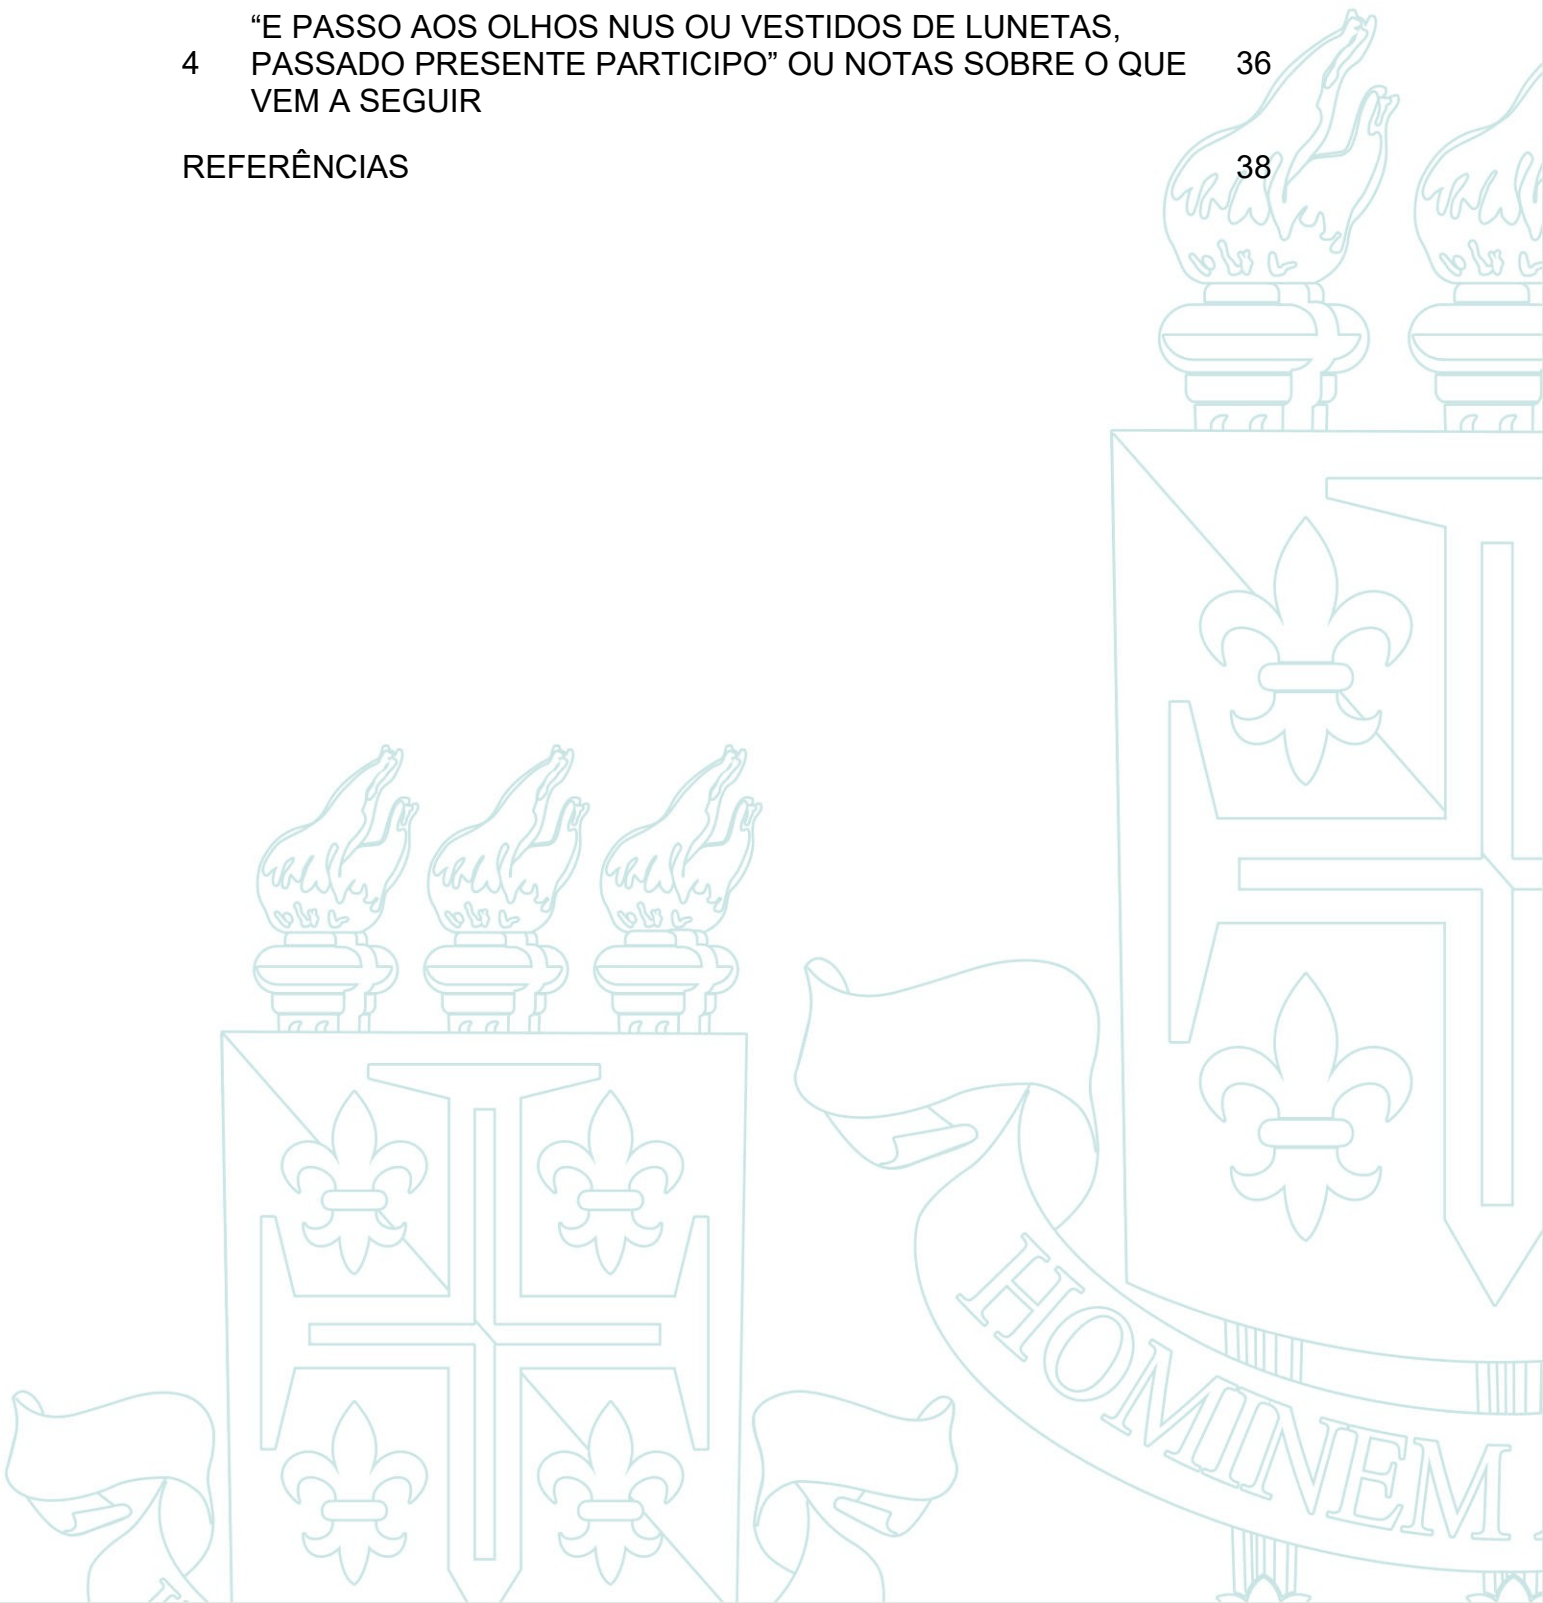 “E PASSO AOS OLHOS NUS OU VESTIDOS DE LUNETAS,
4 PASSADO PRESENTE PARTICIPO” OU NOTAS SOBRE O QUE 36
VEM A SEGUIR
REFERÊNCIAS 38
HOMINEM